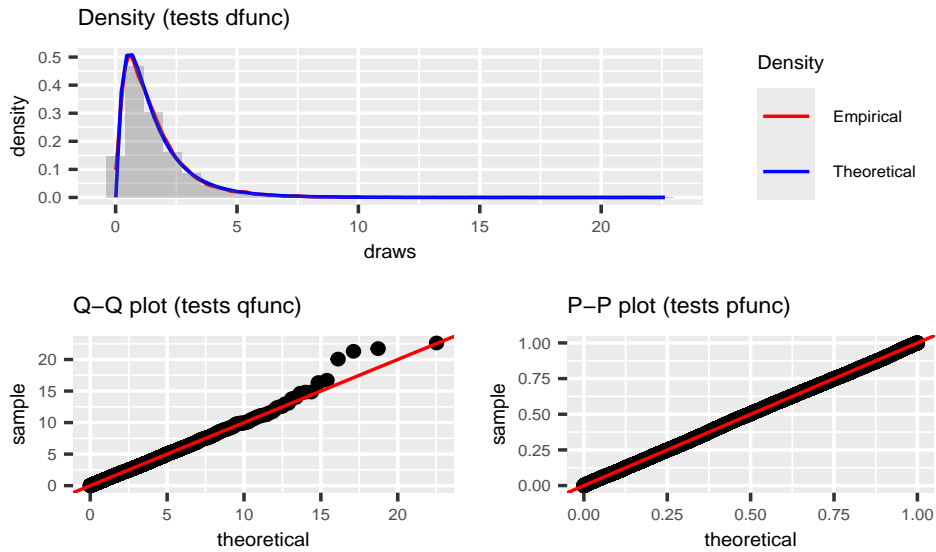 Density (tests dfunc)
density
0.5
0.4
0.3
0.2
0.1
0.0
0 5 10 15 20
draws
Density
Empirical
Theoretical
Q−Q plot (tests qfunc)
sample
20
15
10
5
0
0 5 10 15 20
theoretical
P−P plot (tests pfunc)
sample
1.00
0.75
0.50
0.25
0.00
0.00 0.25 0.50 0.75 1.00
theoretical